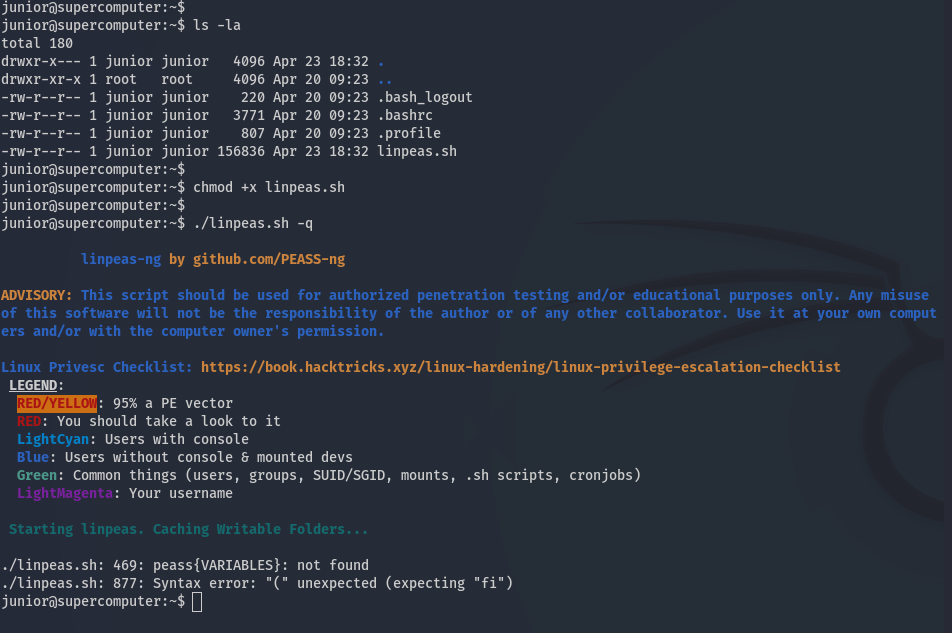 junior@supercomputer:~$
junior@supercomputer:~$ ls -la
total 180
drwxr-x--- 1 junior junior   4096 Apr 23 18:32 .
drwxr-xr-x 1 root   root     4096 Apr 20 09:23 ..
-rw-r--r-- 1 junior junior    220 Apr 20 09:23 .bash_logout
-rw-r--r-- 1 junior junior   3771 Apr 20 09:23 .bashrc
-rw-r--r-- 1 junior junior    807 Apr 20 09:23 .profile
-rw-r--r-- 1 junior junior 156836 Apr 23 18:32 linpeas.sh
junior@supercomputer:~$
junior@supercomputer:~$ chmod +x linpeas.sh
junior@supercomputer:~$
junior@supercomputer:~$ ./linpeas.sh -q
linpeas-ng by github.com/PEASS-ng
ADVISORY: This script should be used for authorized penetration testing and/or educational purposes only. Any misuse
of this software will not be the responsibility of the author or of any other collaborator. Use it at your own comput
ers and/or with the computer owner's permission.
Linux Privesc Checklist: https://book.hacktricks.xyz/linux-hardening/linux-privilege-escalation-checklist
LEGEND:
RED/YELLOW: 95% a PE vector
RED: You should take a look to it
LightCyan: Users with console
Blue: Users without console & mounted devs
Green: Common things (users, groups, SUID/SGID, mounts, .sh scripts, cronjobs)
LightMagenta: Your username
Starting linpeas. Caching Writable Folders...
./linpeas.sh: 469: peass{VARIABLES}: not found
./linpeas.sh: 877: Syntax error: "(" unexpected (expecting "fi")
junior@supercomputer:~$